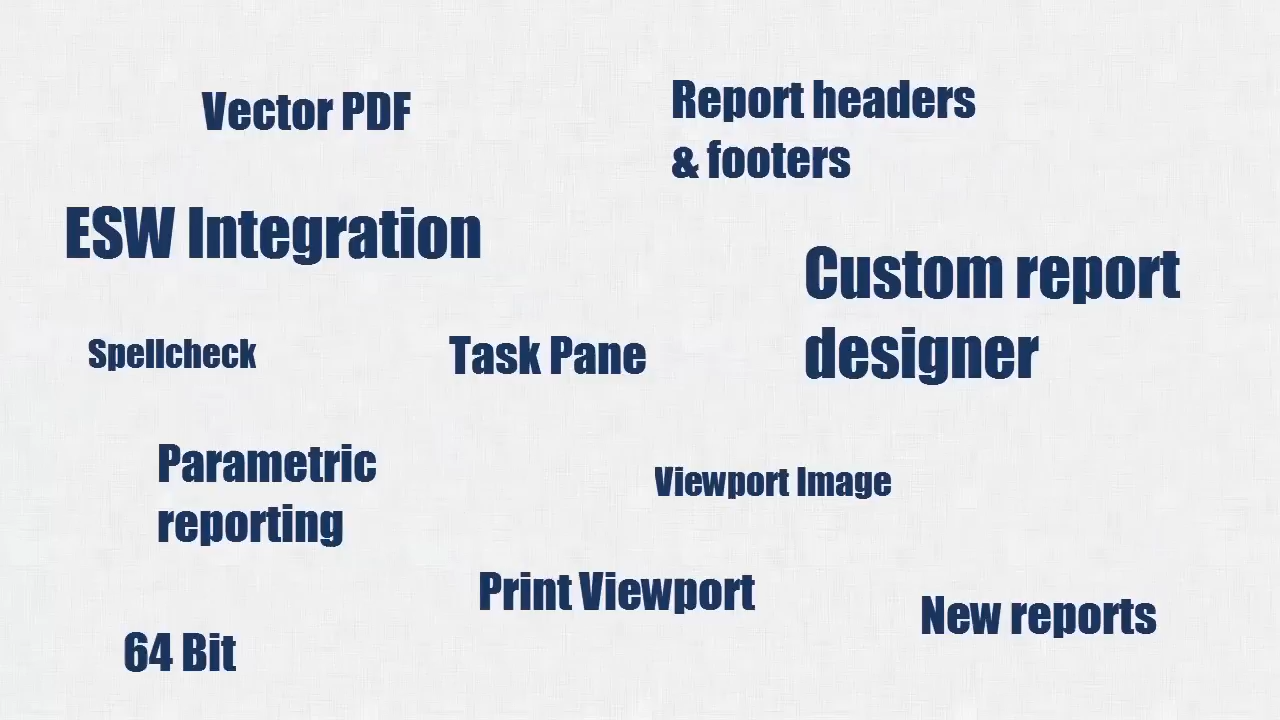 Vector PDF
Report headers
& footers
ESW Integration
Custom report
designer
Spellcheck
Task Pane
Parametric
reporting
Viewport Image
Print Viewport
New reports
64 Bit